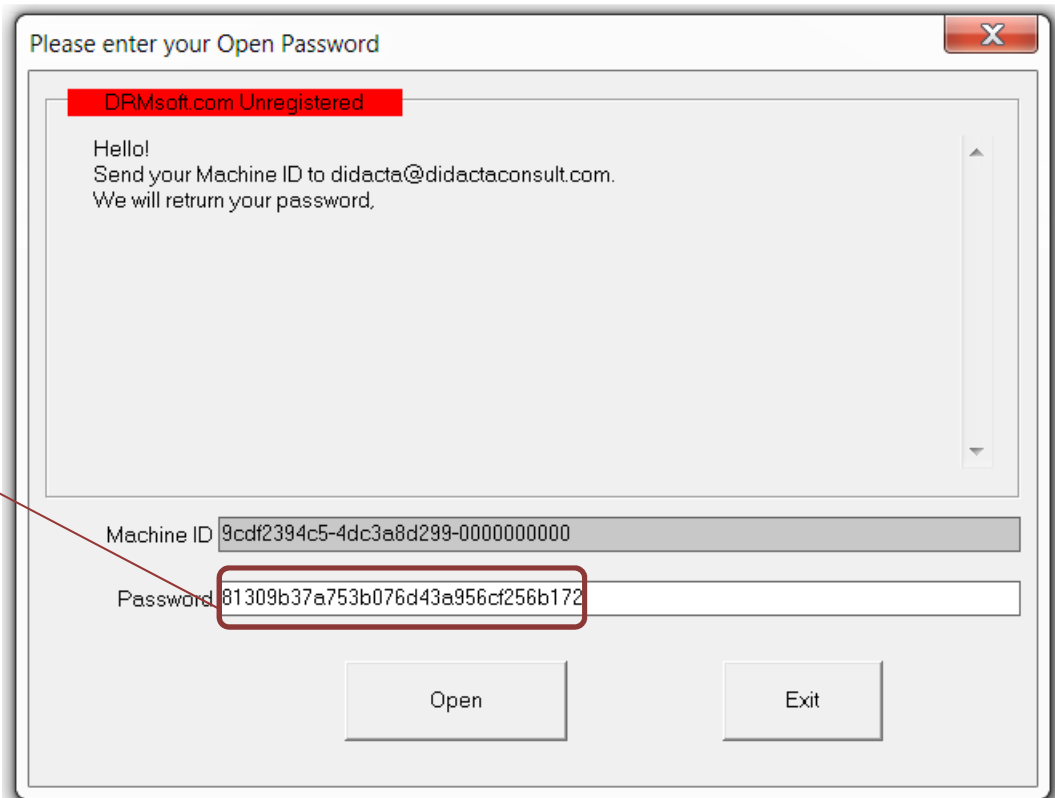 Please enter your Open Password
DRMsoft.com Unregistered
Hello!
Send your Machine ID to didacta@didactaconsult.com.
We will retrurn your password,
Machine ID 9cdf2394c5-4dc3a8d299-0000000000
Password 81309b37a753b076d43a956cf256b172
Open Exit